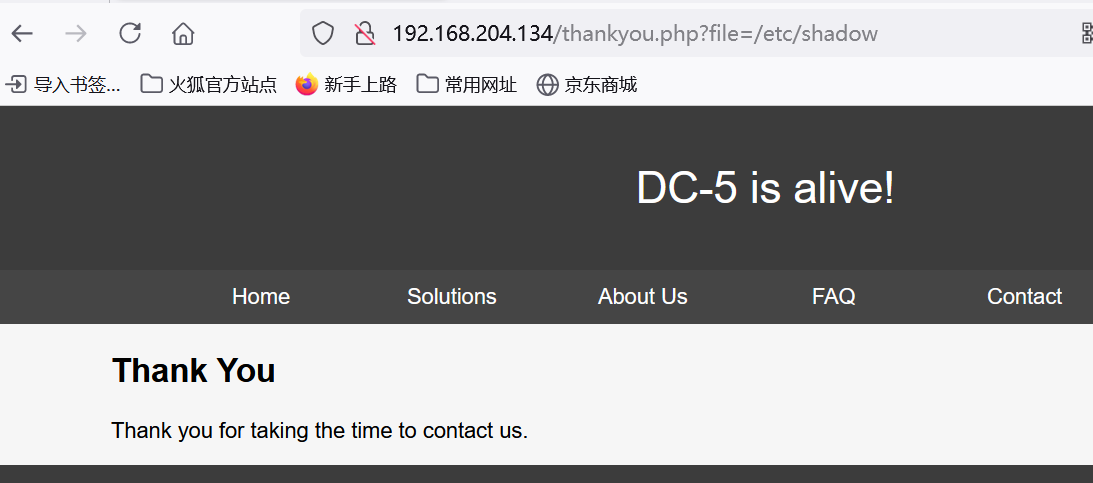 192.168.204.134/thankyou.php?file=/etc/shadow
导入书签... 火狐官方站点 新手上路 常用网址 京东商城
DC-5 is alive!
Home Solutions About Us FAQ Contact
Thank You
Thank you for taking the time to contact us.